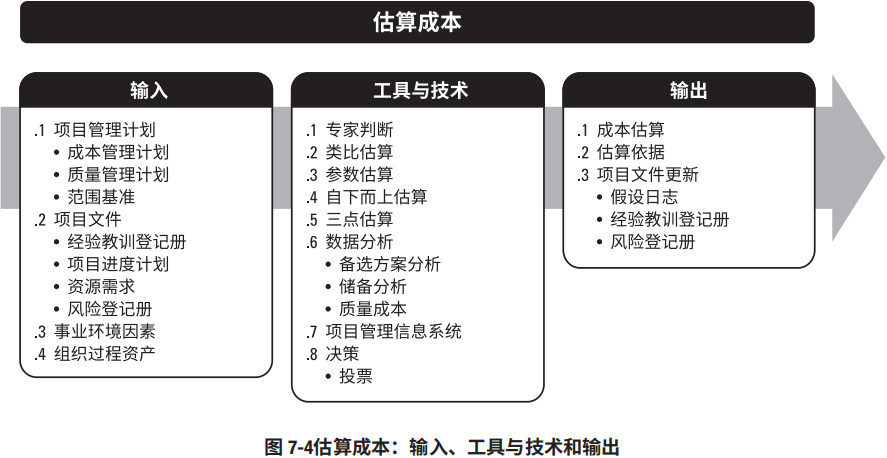 估算成本
输入
.1 项目管理计划
• 成本管理计划
• 质量管理计划
• 范围基准
.2 项目文件
• 经验教训登记册
• 项目进度计划
• 资源需求
• 风险登记册
.3 事业环境因素
.4 组织过程资产
工具与技术
.1 专家判断
.2 类比估算
.3 参数估算
.4 自下而上估算
.5 三点估算
.6 数据分析
• 备选方案分析
• 储备分析
• 质量成本
.7 项目管理信息系统
.8 决策
• 投票
输出
.1 成本估算
.2 估算依据
.3 项目文件更新
• 假设日志
• 经验教训登记册
• 风险登记册
图 7-4估算成本：输入、工具与技术和输出